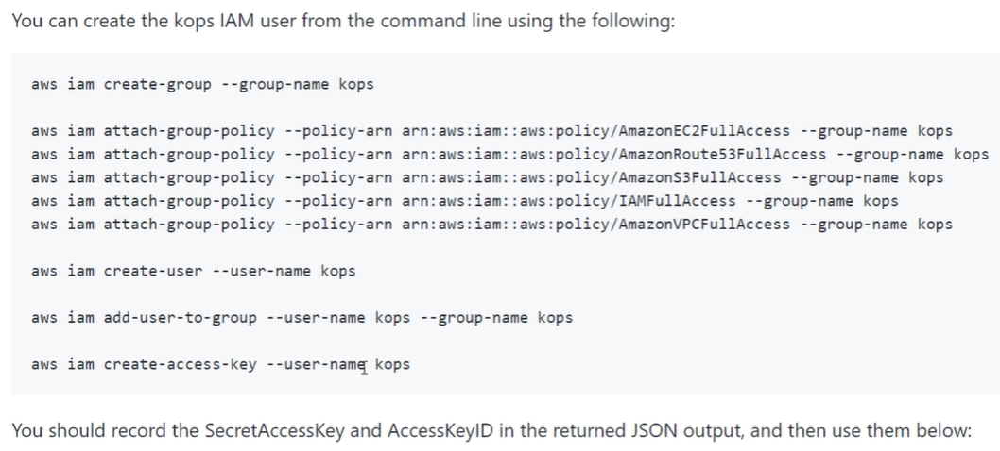 You can create the kops IAM user from the command line using the following:
aws iam create-group --group-name kops
aws iam attach-group-policy --policy-arn arn:aws:iam::aws:policy/AmazonEC2FullAccess --group-name kops
aws iam attach-group-policy --policy-arn arn:aws:iam::aws:policy/AmazonRoute53FullAccess --group-name kops
aws iam attach-group-policy --policy-arn arn:aws:iam::aws:policy/AmazonS3FullAccess --group-name kops
aws iam attach-group-policy --policy-arn arn:aws:iam::aws:policy/IAMFullAccess --group-name kops
aws iam attach-group-policy --policy-arn arn:aws:iam::aws:policy/AmazonVPCFullAccess --group-name kops
aws iam create-user --user-name kops
aws iam add-user-to-group --user-name kops --group-name kops
aws iam create-access-key --user-name kops
You should record the SecretAccessKey and AccessKeyID in the returned JSON output, and then use them below: